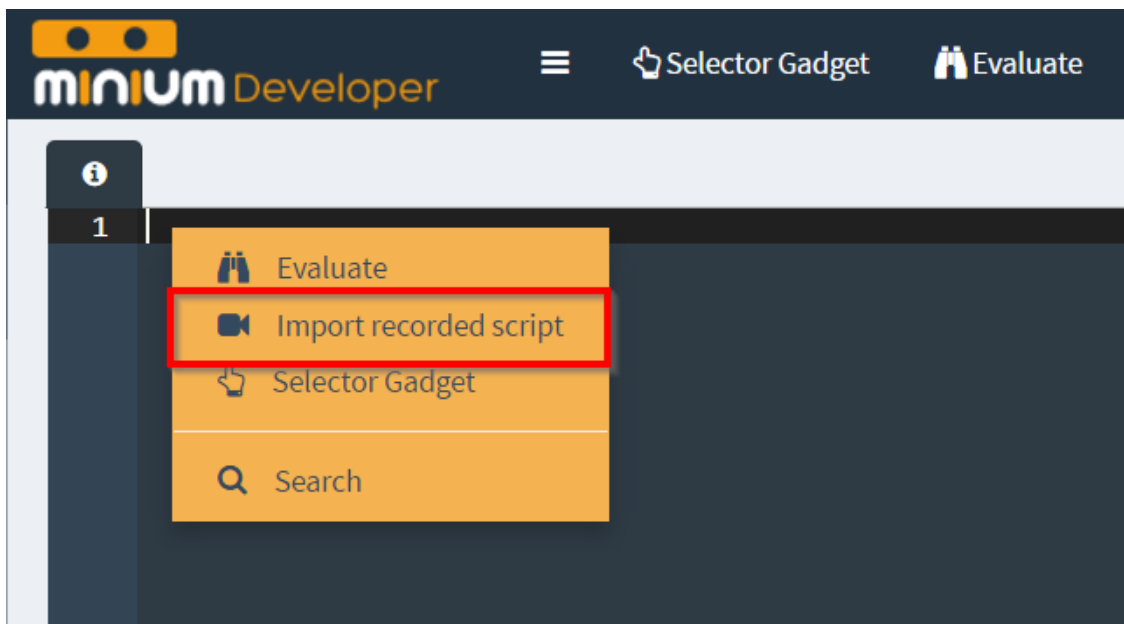 minium Developer
Selector Gadget
Evaluate
1
Evaluate
Import recorded script
Selector Gadget
Search